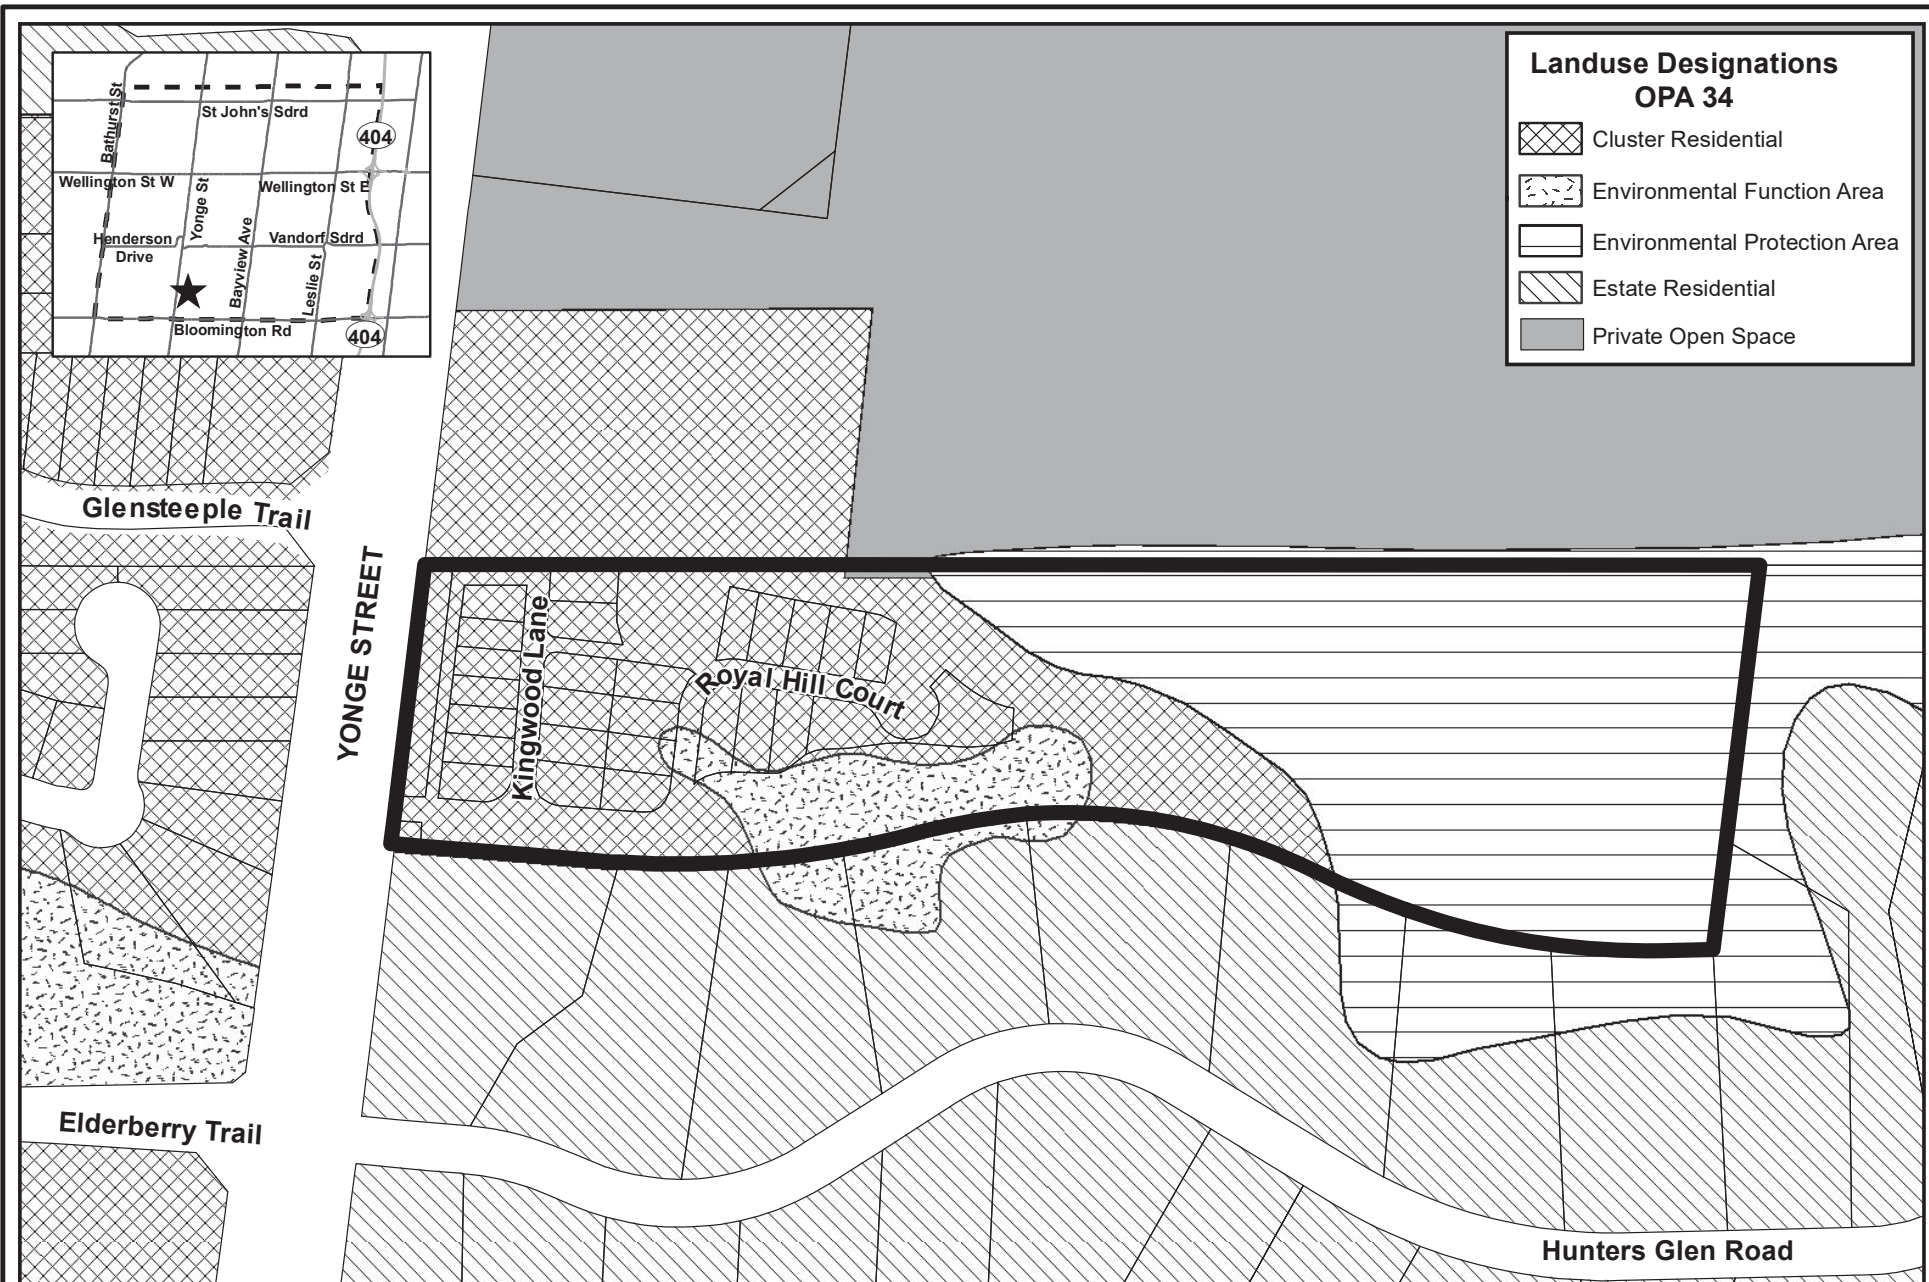 Landuse Designations
OPA 34
Cluster Residential
Environmental Function Area
Environmental Protection Area
Estate Residential
Private Open Space
Bathurst St
St John's Sdrd
404
Wellington St W
Wellington St E
Yonge St
Henderson
Drive
Bayview Ave
Vandorf Sdrd
Leslie St
Bloomington Rd
404
Glensteeple Trail
YONGE STREET
Kingwood Lane
Royal Hill Court
Elderberry Trail
Hunters Glen Road